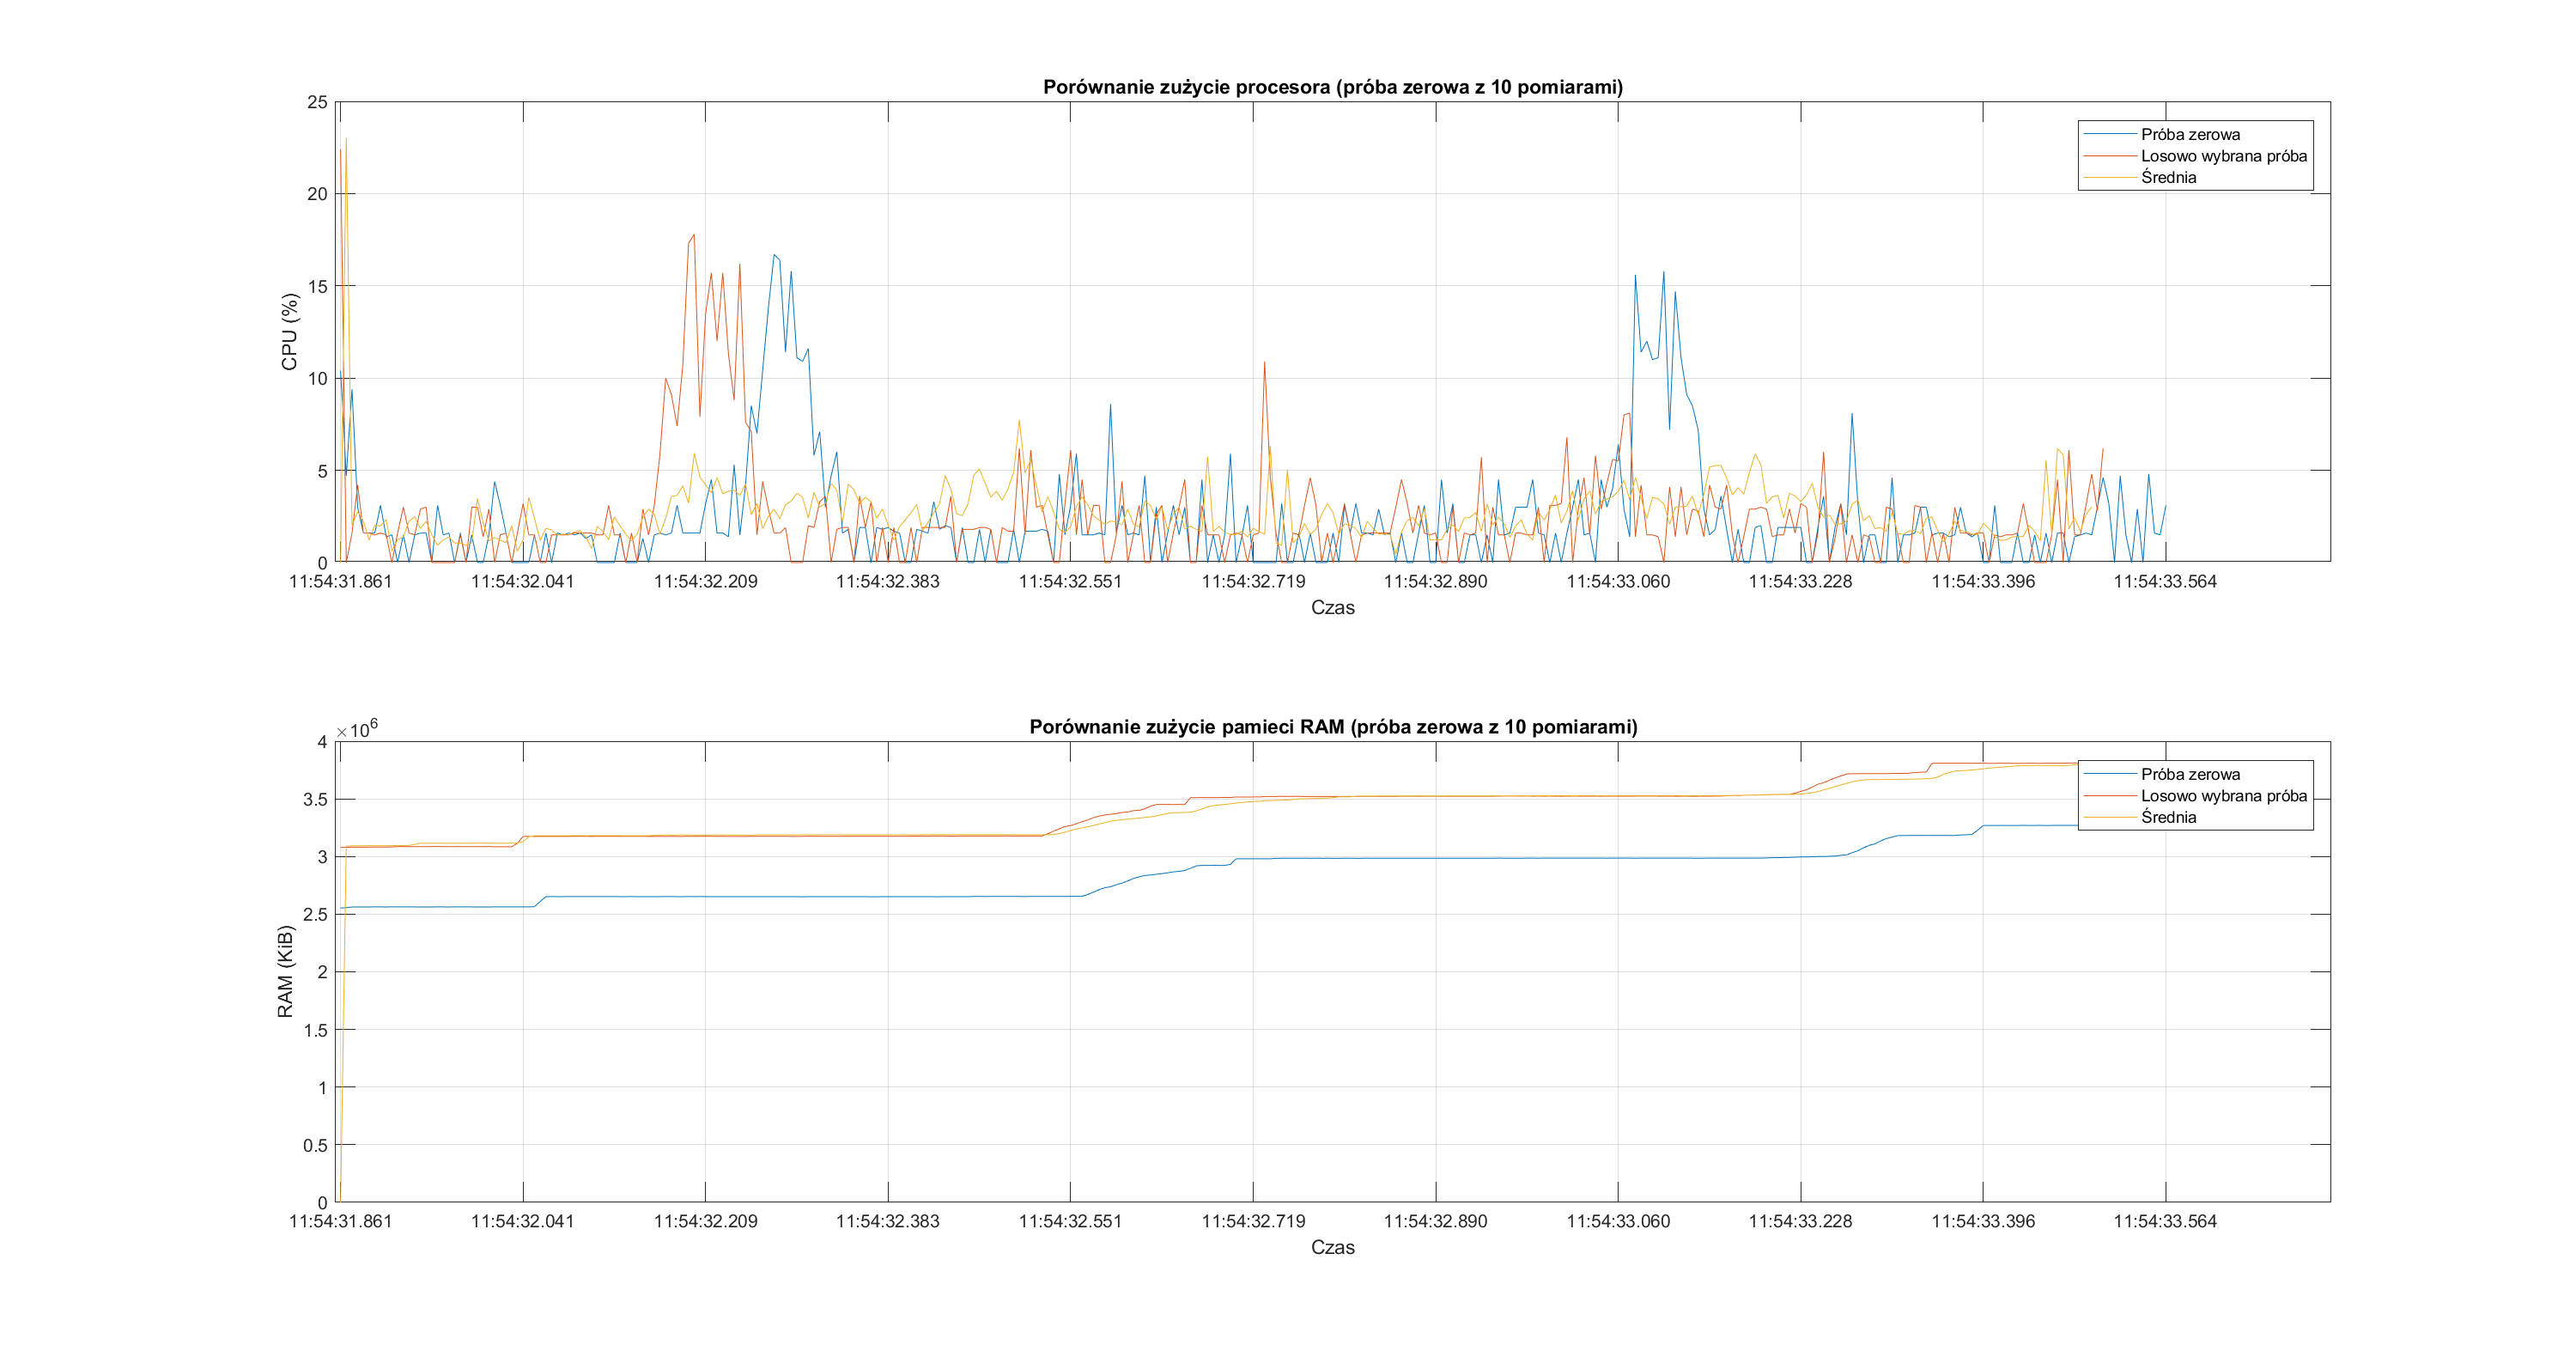 Porównanie zużycie procesora (próba zerowa z 10 pomiarami)
25
20
15
10
5
0
CPU (%)
Próba zerowa
Losowo wybrana próba
Średnia
11:54:31.861 11:54:32.041 11:54:32.209 11:54:32.383 11:54:32.551 11:54:32.719 11:54:32.890 11:54:33.060 11:54:33.228 11:54:33.396 11:54:33.564
Czas
Porównanie zużycie pamieci RAM (próba zerowa z 10 pomiarami)
×10^6
4
3.5
3
2.5
2
1.5
1
0.5
0
RAM (KiB)
Próba zerowa
Losowo wybrana próba
Średnia
11:54:31.861 11:54:32.041 11:54:32.209 11:54:32.383 11:54:32.551 11:54:32.719 11:54:32.890 11:54:33.060 11:54:33.228 11:54:33.396 11:54:33.564
Czas